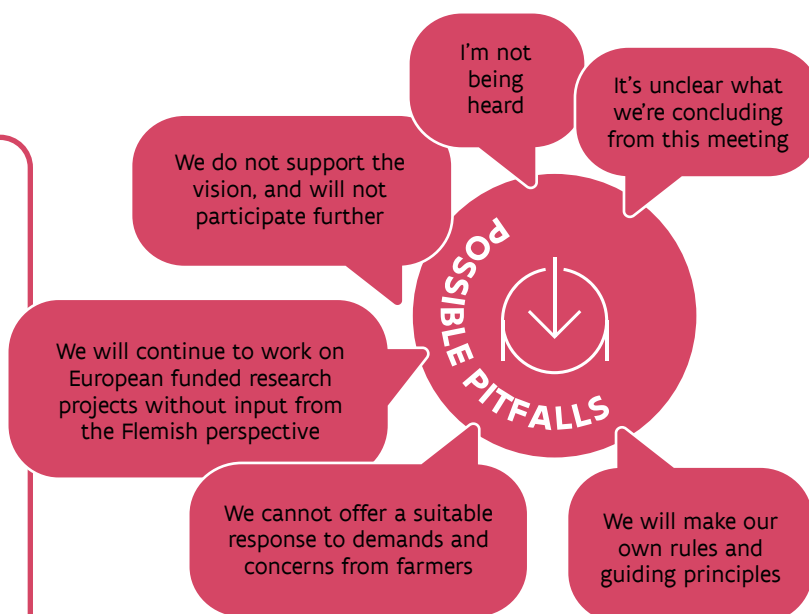 I'm not
being
heard
It's unclear what
we're concluding
from this meeting
We do not support the
vision, and will not
participate further
POSSIBLE PITFALLS
We will continue to work on
European funded research
projects without input from
the Flemish perspective
We cannot offer a suitable
response to demands and
concerns from farmers
We will make our
own rules and
guiding principles